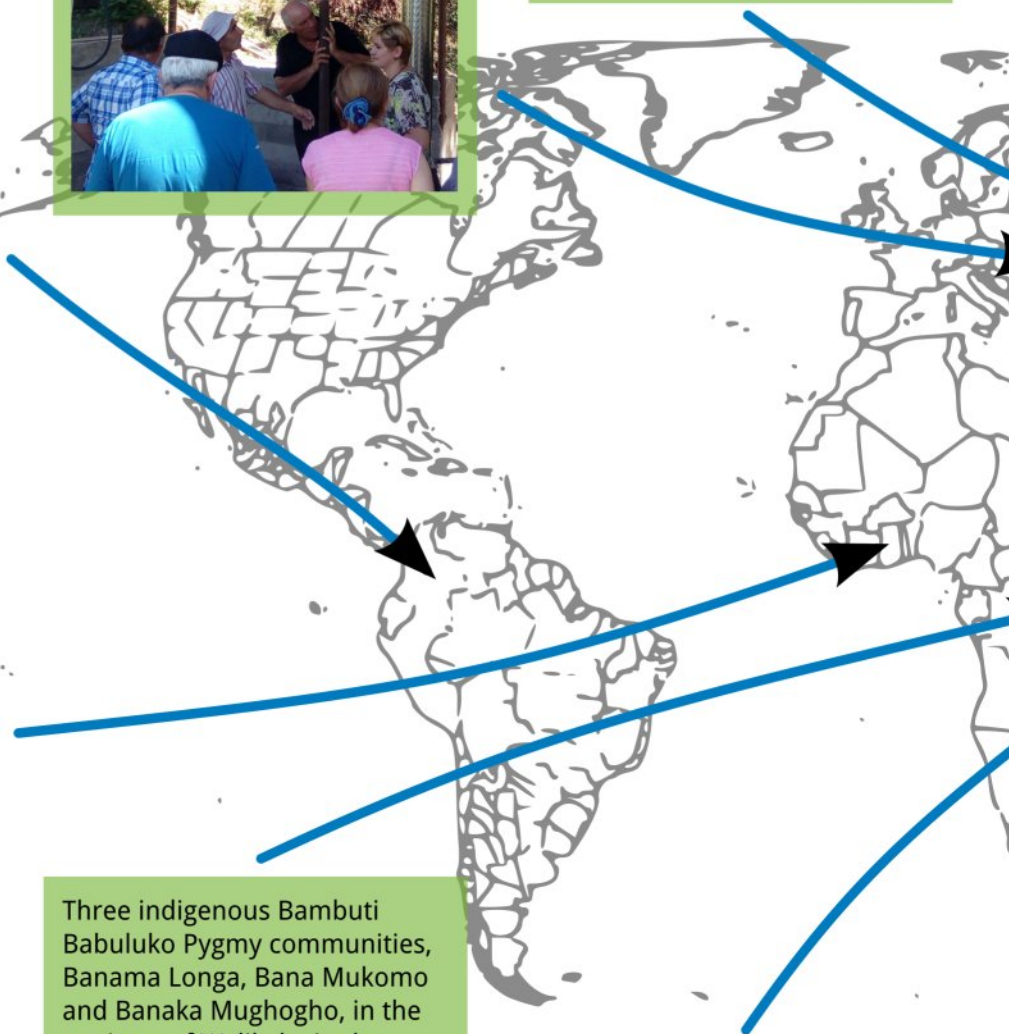 Three indigenous Bambuti
Babuluko Pygmy communities,
Banama Longa, Bana Mukomo
and Banaka Mughogho, in the